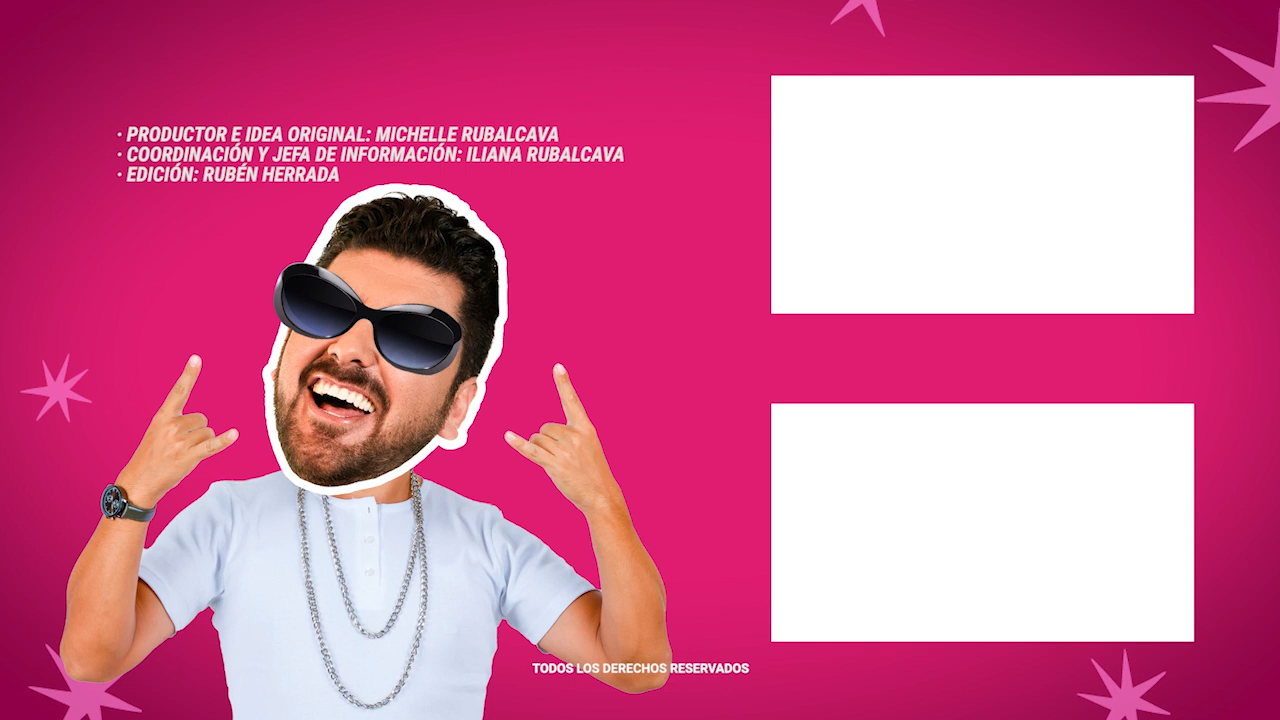 · PRODUCTOR E IDEA ORIGINAL: MICHELLE RUBALCAVA
· COORDINACIÓN Y JEFA DE INFORMACIÓN: ILIANA RUBALCAVA
· EDICIÓN: RUBÉN HERRADA
TODOS LOS DERECHOS RESERVADOS